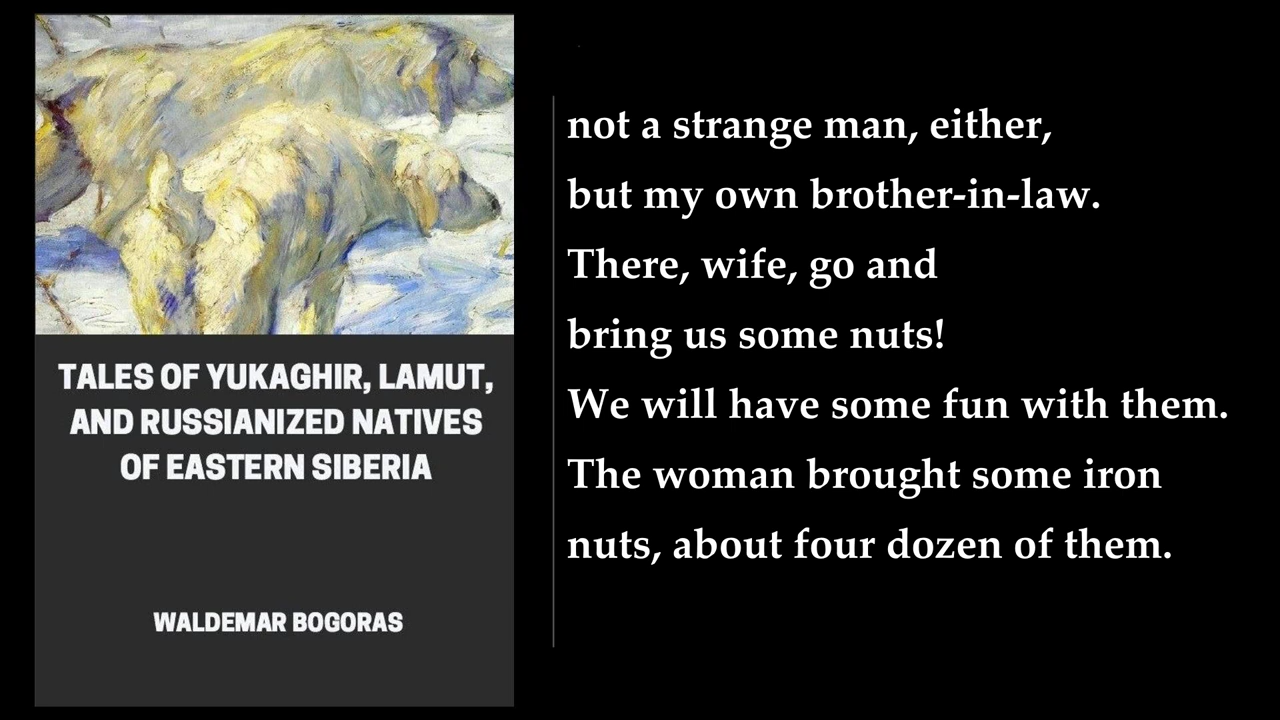 TALES OF YUKAGHIR, LAMUT,
AND RUSSIANIZED NATIVES
OF EASTERN SIBERIA
WALDEMAR BOGORAS
not a strange man, either,
but my own brother-in-law.
There, wife, go and
bring us some nuts!
We will have some fun with them.
The woman brought some iron
nuts, about four dozen of them.